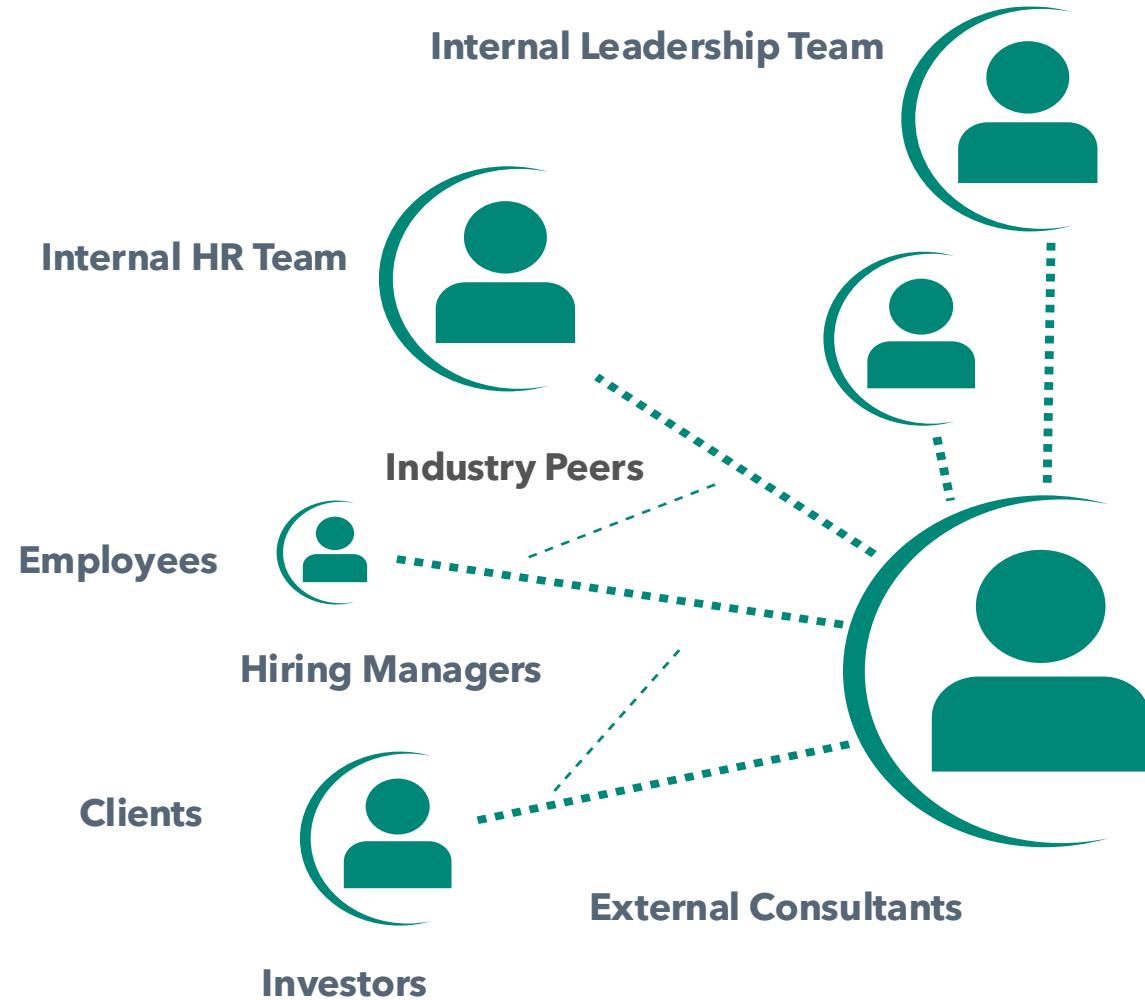 Internal Leadership Team
Internal HR Team
Industry Peers
Employees
Hiring Managers
Clients
External Consultants
Investors